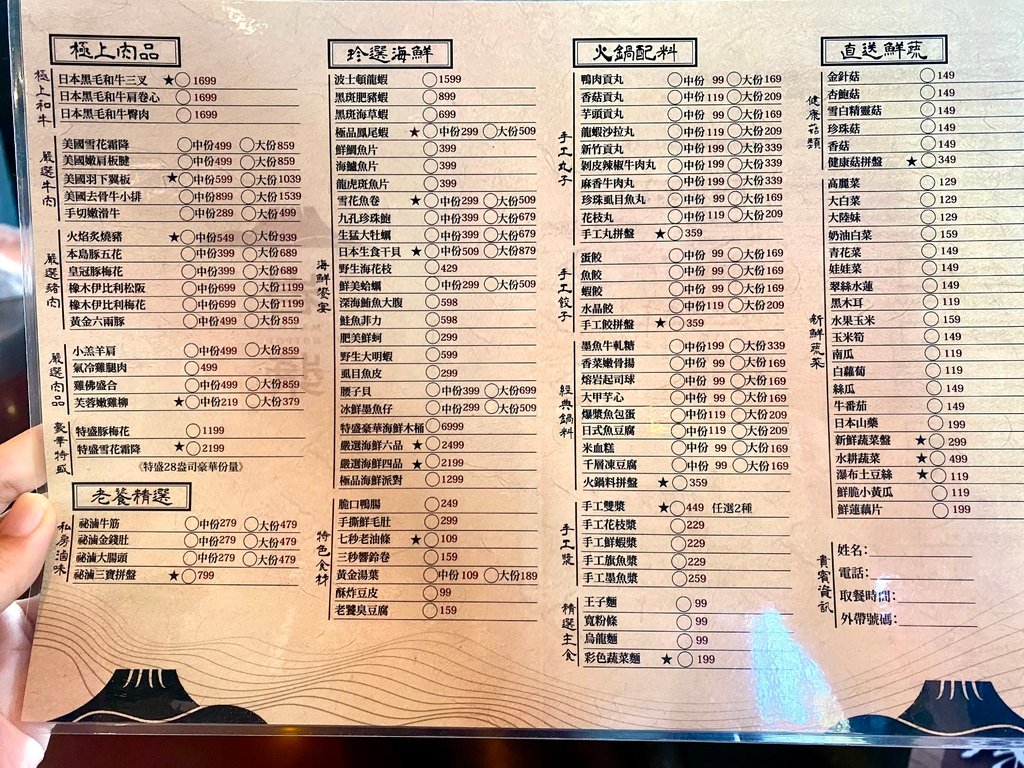 極上肉品
極上和牛
日本黑毛和牛三叉 ★○1699
日本黑毛和牛肩卷心 ○1699
日本黑毛和牛臀肉 ○1699
嚴選牛肉
美國雪花霜降 ○中份499 ○大份859
美國嫩肩板腱 ○中份499 ○大份859
美國羽下翼板 ★○中份599 ○大份1039
美國去骨牛小排 ○中份899 ○大份1539
手切嫩滑牛 ○中份289 ○大份499
嚴選豬肉
火焰炙燒豬 ★○中份549 ○大份939
本島豚五花 ○中份399 ○大份689
皇冠豚梅花 ○中份399 ○大份689
橡木伊比利松阪 ○中份699 ○大份1199
橡木伊比利梅花 ○中份699 ○大份1199
黃金六兩豚 ○中份499 ○大份859
嚴選肉品
小羔羊肩 ○中份499 ○大份859
氣冷雞腿肉 ○499
雞佛盛合 ○中份499 ○大份859
芙蓉嫩雞柳 ★○中份219 ○大份379
豪華特盛
特盛豚梅花 ○1199
特盛雪花霜降 ★○2199
《特盛28盎司豪華份量》
老饕精選
私房滷味
祕滷牛筋 ○中份279 ○大份479
祕滷金錢肚 ○中份279 ○大份479
祕滷大腸頭 ○中份279 ○大份479
祕滷三寶拼盤 ★○799
珍選海鮮
海鮮饗宴
波士頓龍蝦 ○1599
黑斑肥豬蝦 ○899
黑斑海草蝦 ○699
極品鳳尾蝦 ★○中份299 ○大份509
鮮鯛魚片 ○399
海鱸魚片 ○399
龍虎斑魚片 ○399
雪花魚卷 ★○中份299 ○大份509
九孔珍珠鮑 ○中份399 ○大份679
生猛大牡蠣 ○中份399 ○大份679
日本生食干貝 ★○中份509 ○大份879
野生海花枝 ○429
鮮美蛤蠣 ○中份299 ○大份509
深海鮪魚大腹 ○598
鮭魚菲力 ○598
肥美鮮蚵 ○299
野生大明蝦 ○599
虱目魚皮 ○299
腰子貝 ○中份399 ○大份699
冰鮮墨魚仔 ○中份299 ○大份509
特盛豪華海鮮木桶 ○6999
嚴選海鮮六品 ★○2499
嚴選海鮮四品 ★○2199
極品海鮮派對 ○1299
特色食材
脆口鴨腸 ○249
手撕鮮毛肚 ○299
七秒老油條 ★○109
三秒響鈴卷 ○159
黃金湯葉 ○中份109 ○大份189
酥炸豆皮 ○99
老饕臭豆腐 ○159
火鍋配料
手工丸子
鴨肉貢丸 ○中份 99 ○大份169
香菇貢丸 ○中份119 ○大份209
芋頭貢丸 ○中份 99 ○大份169
龍蝦沙拉丸 ○中份119 ○大份209
新竹貢丸 ○中份199 ○大份339
剝皮辣椒牛肉丸 ○中份199 ○大份339
麻香牛肉丸 ○中份199 ○大份339
珍珠虱目魚丸 ○中份 99 ○大份169
花枝丸 ○中份119 ○大份209
手工丸拼盤 ★○359
手工餃子
蛋餃 ○中份 99 ○大份169
魚餃 ○中份 99 ○大份169
蝦餃 ○中份 99 ○大份169
水晶餃 ○中份119 ○大份209
手工餃拼盤 ★○359
經典鍋料
墨魚牛軋糖 ○中份199 ○大份339
香菜嫩骨揚 ○中份 99 ○大份169
熔岩起司球 ○中份 99 ○大份169
大甲芋心 ○中份 99 ○大份169
爆漿魚包蛋 ○中份119 ○大份209
日式魚豆腐 ○中份119 ○大份209
米血糕 ○中份 99 ○大份169
千層凍豆腐 ○中份 99 ○大份169
火鍋料拼盤 ★○359
手工漿
手工雙漿 ★○449 任選2種
手工花枝漿 ○229
手工鮮蝦漿 ○229
手工旗魚漿 ○229
手工墨魚漿 ○259
精選主食
王子麵 ○99
寬粉條 ○99
烏龍麵 ○99
彩色蔬菜麵 ★○199
直送鮮蔬
健康菇類
金針菇 ○149
杏鮑菇 ○149
雪白精靈菇 ○149
珍珠菇 ○149
香菇 ○149
健康菇拼盤 ★○349
新鮮蔬菜
高麗菜 ○129
大白菜 ○129
大陸妹 ○129
奶油白菜 ○159
青花菜 ○149
娃娃菜 ○149
翠絲水蓮 ○149
黑木耳 ○119
水果玉米 ○159
玉米筍 ○149
南瓜 ○119
白蘿蔔 ○119
絲瓜 ○149
牛番茄 ○149
日本山藥 ○199
新鮮蔬菜盤 ★○299
水耕蔬菜 ★○499
瀑布土豆絲 ★○119
鮮脆小黃瓜 ○119
鮮蓮藕片 ○199
貴賓資訊
姓名:
電話:
取餐時間:
外帶號碼: